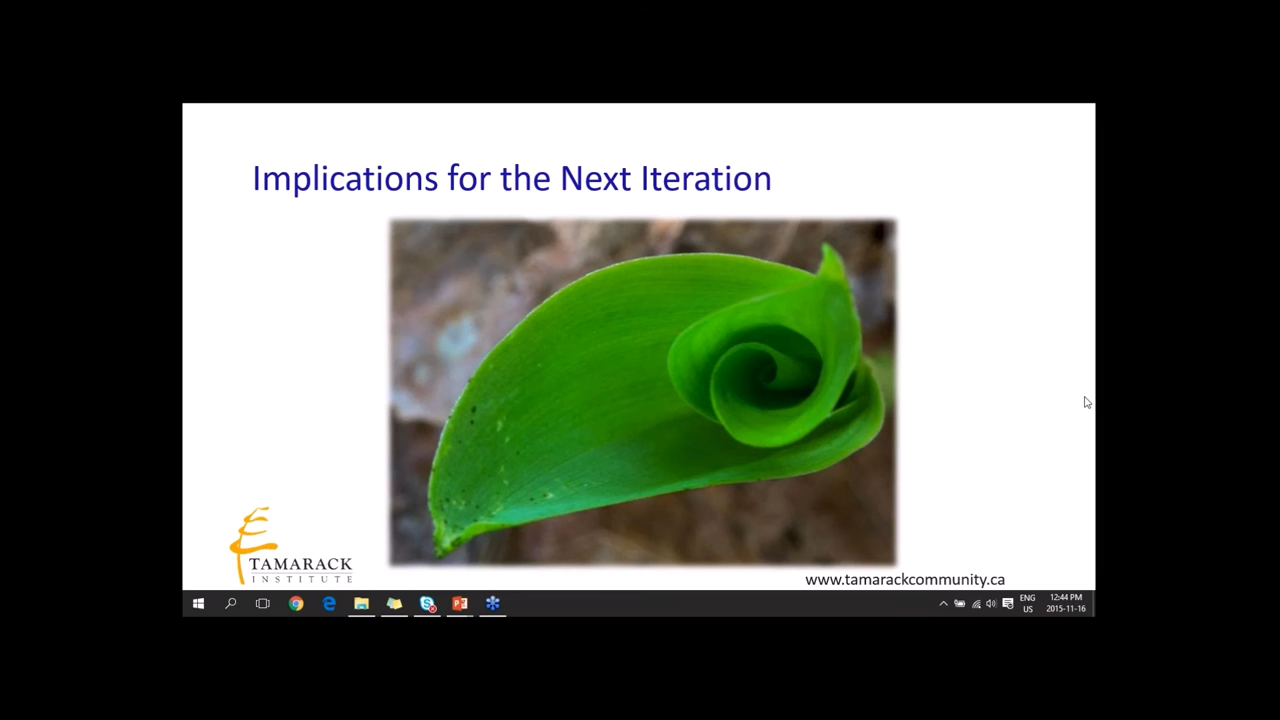 Implications for the Next Iteration
TAMARACK
INSTITUTE
www.tamarackcommunity.ca
ENG
US
12:44 PM
2015-11-16